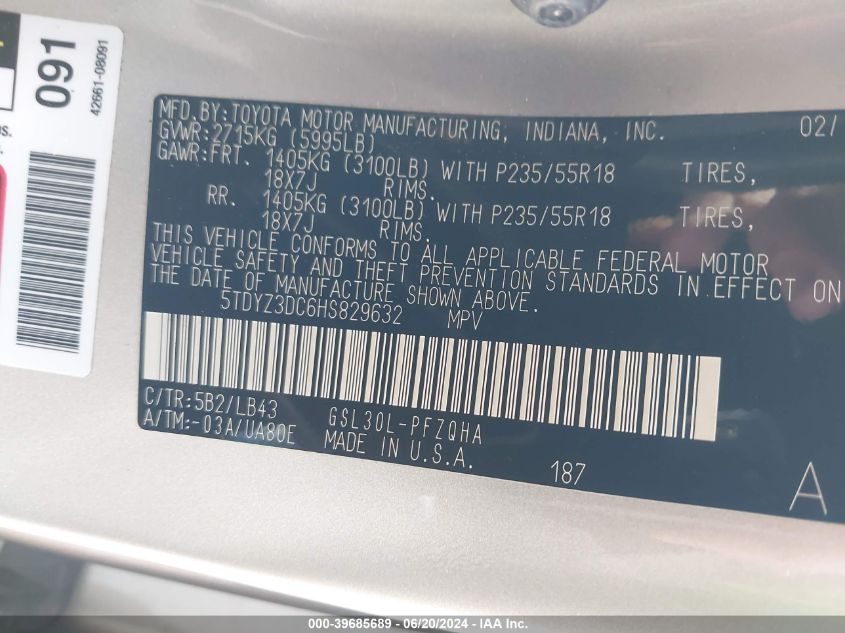 091
42661-08091
MFD.BY:TOYOTA MOTOR MANUFACTURING, INDIANA, INC. 02/
GVWR:2715KG (5995LB)
GAWR:FRT. 1405KG (3100LB) WITH P235/55R18 TIRES,
18X7J RIMS.
RR. 1405KG (3100LB) WITH P235/55R18 TIRES,
18X7J RIMS.
THIS VEHICLE CONFORMS TO ALL APPLICABLE FEDERAL MOTOR
VEHICLE SAFETY AND THEFT PREVENTION STANDARDS IN EFFECT ON
THE DATE OF MANUFACTURE SHOWN ABOVE.
5TDYZ3DC6HS829632 MPV
C/TR:5B2/LB43 GSL30L-PFZQHA
A/TM:-03A/UA80E MADE IN U.S.A.
187
A
000-39685689 - 06/20/2024 - IAA Inc.